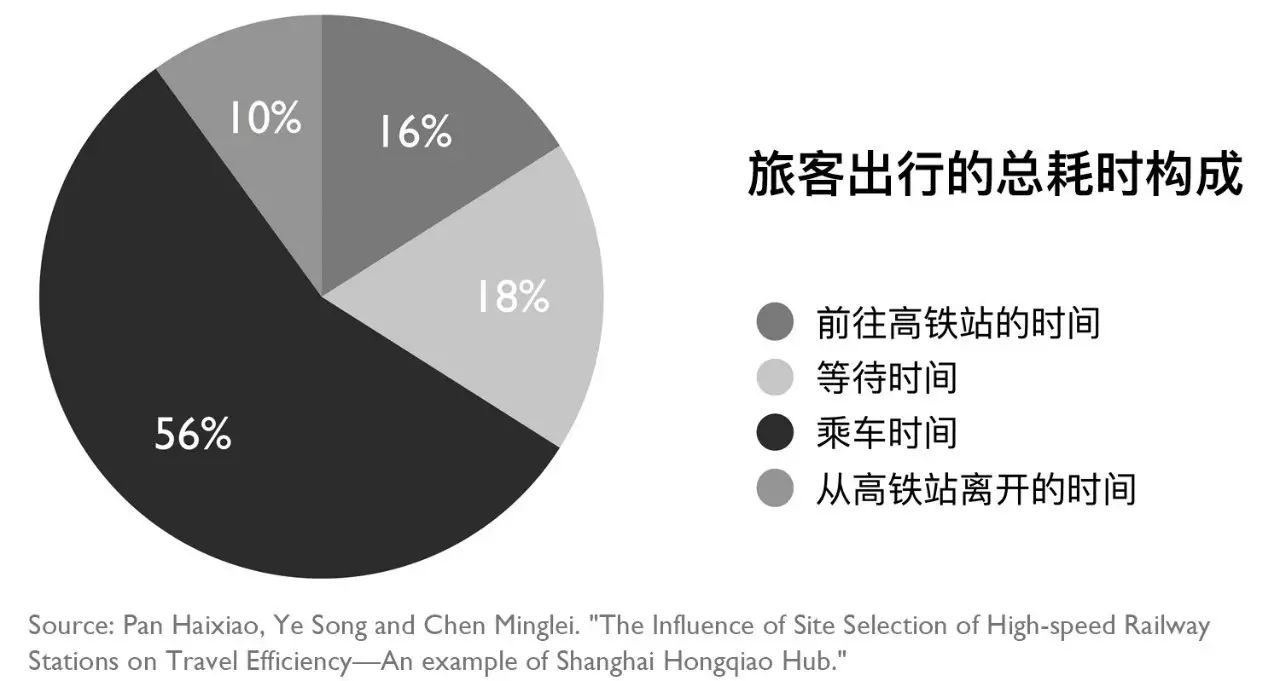 10%
16%
18%
56%
旅客出行的总耗时构成
前往高铁站的时间
等待时间
乘车时间
从高铁站离开的时间
Source: Pan Haixiao, Ye Song and Chen Minglei. "The Influence of Site Selection of High-speed Railway
Stations on Travel Efficiency—An example of Shanghai Hongqiao Hub."